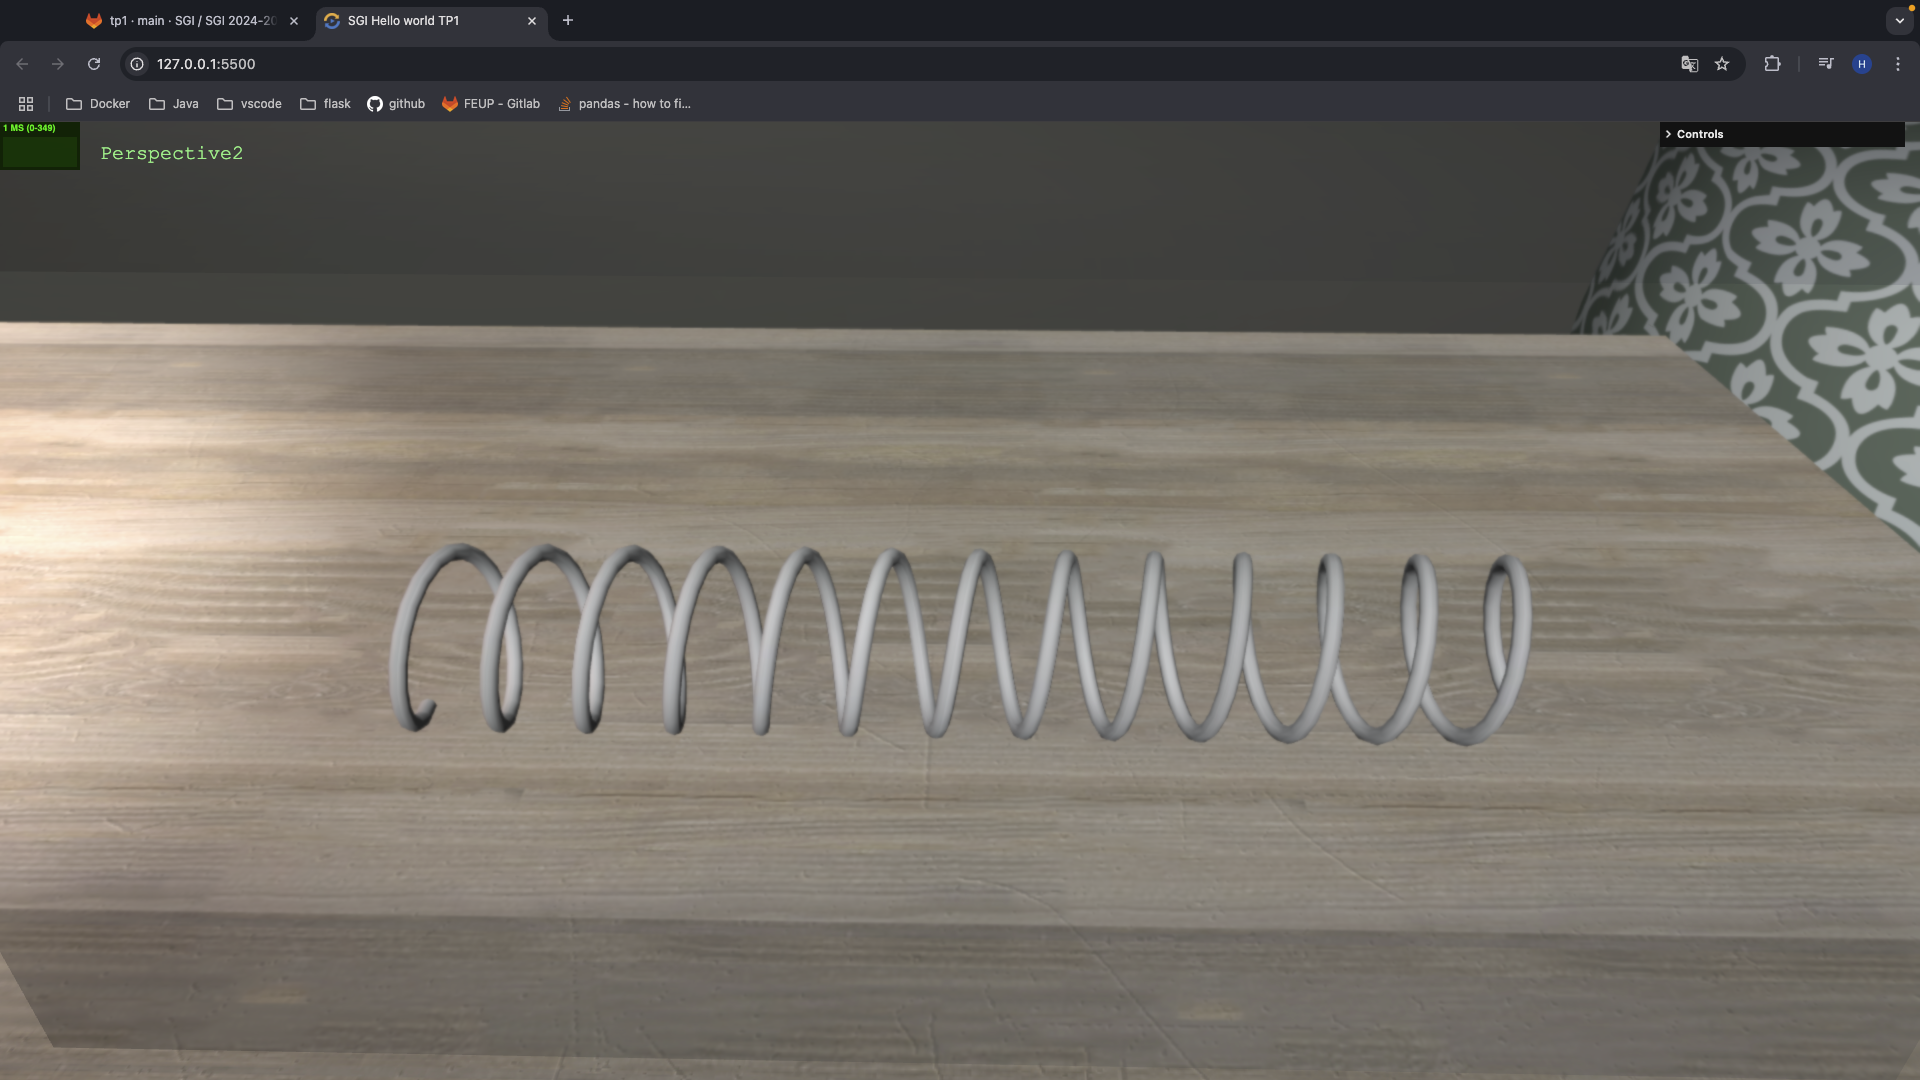 tp1 · main · SGI / SGI 2024-20
SGI Hello world TP1
127.0.0.1:5500
H
Docker
Java
vscode
flask
github
FEUP - Gitlab
pandas - how to fi...
1 MS (0-349)
Perspective2
Controls